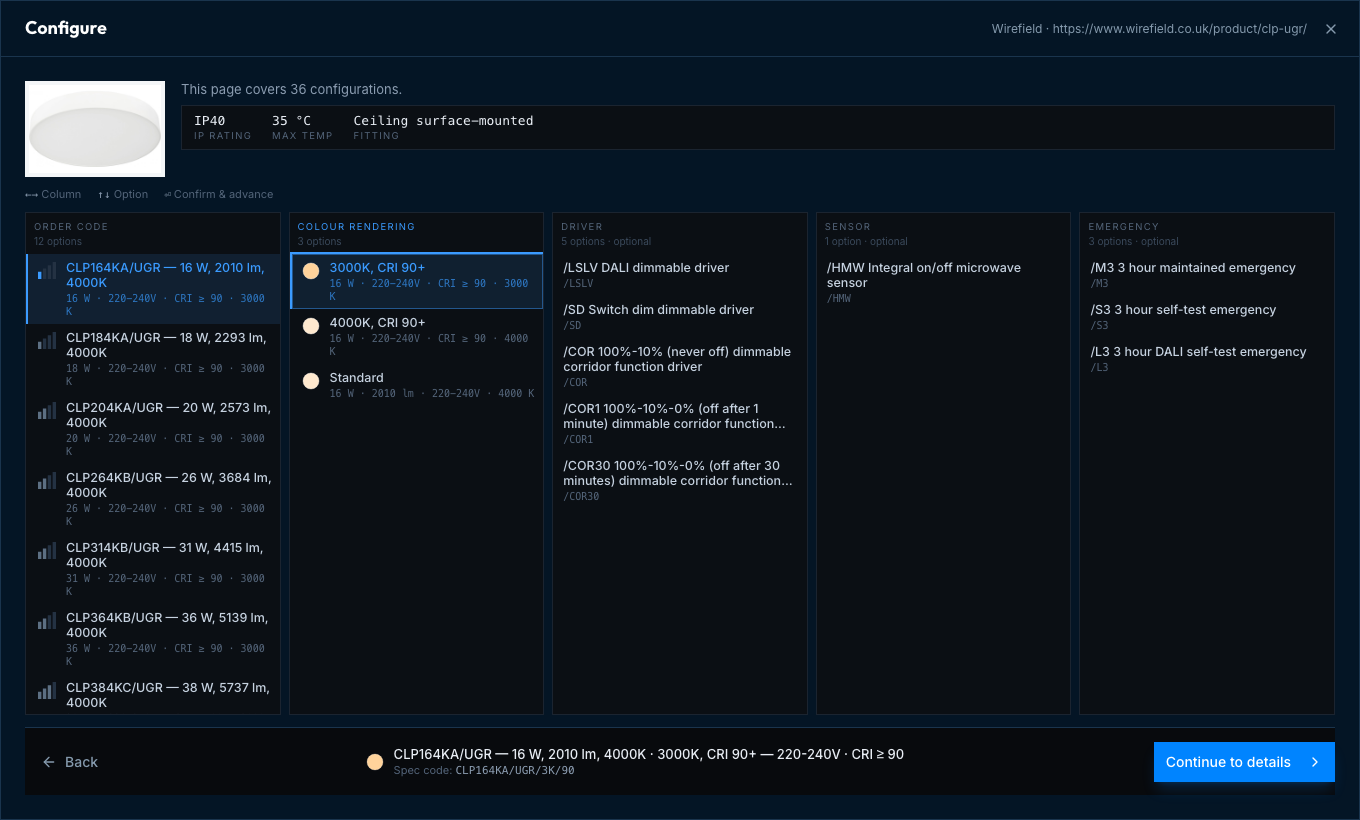 Configure
Wirefield · https://www.wirefield.co.uk/product/clp-ugr/
This page covers 36 configurations.
IP40
IP RATING
35 °C
MAX TEMP
Ceiling surface-mounted
FITTING
←→ Column
↑↓ Option
⏎ Confirm & advance
ORDER CODE
12 options
CLP164KA/UGR — 16 W, 2010 lm,
4000K
16 W · 220–240V · CRI ≥ 90 · 3000
K
CLP184KA/UGR — 18 W, 2293 lm,
4000K
18 W · 220–240V · CRI ≥ 90 · 3000
K
CLP204KA/UGR — 20 W, 2573 lm,
4000K
20 W · 220–240V · CRI ≥ 90 · 3000
K
CLP264KB/UGR — 26 W, 3684 lm,
4000K
26 W · 220–240V · CRI ≥ 90 · 3000
K
CLP314KB/UGR — 31 W, 4415 lm,
4000K
31 W · 220–240V · CRI ≥ 90 · 3000
K
CLP364KB/UGR — 36 W, 5139 lm,
4000K
36 W · 220–240V · CRI ≥ 90 · 3000
K
CLP384KC/UGR — 38 W, 5737 lm,
4000K
COLOUR RENDERING
3 options
3000K, CRI 90+
16 W · 220–240V · CRI ≥ 90 · 3000
K
4000K, CRI 90+
16 W · 220–240V · CRI ≥ 90 · 4000
K
Standard
16 W · 2010 lm · 220–240V · 4000 K
DRIVER
5 options · optional
/LSLV DALI dimmable driver
/LSLV
/SD Switch dim dimmable driver
/SD
/COR 100%-10% (never off) dimmable
corridor function driver
/COR
/COR1 100%-10%-0% (off after 1
minute) dimmable corridor function…
/COR1
/COR30 100%-10%-0% (off after 30
minutes) dimmable corridor function…
/COR30
SENSOR
1 option · optional
/HMW Integral on/off microwave
sensor
/HMW
EMERGENCY
3 options · optional
/M3 3 hour maintained emergency
/M3
/S3 3 hour self-test emergency
/S3
/L3 3 hour DALI self-test emergency
/L3
← Back
CLP164KA/UGR — 16 W, 2010 lm, 4000K · 3000K, CRI 90+ — 220-240V · CRI ≥ 90
Spec code: CLP164KA/UGR/3K/90
Continue to details